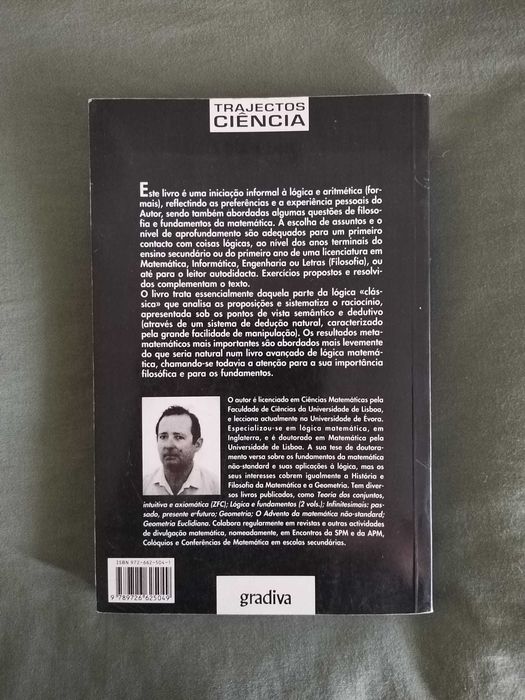 TRAJECTOS
CIÊNCIA
Este livro é uma iniciação informal à lógica e aritmética (for-
mais), reflectindo as preferências e a experiência pessoais do
Autor, sendo também abordadas algumas questões de filoso-
fia e fundamentos da matemática. A escolha de assuntos e o
nível de aprofundamento são adequados para um primeiro
contacto com coisas lógicas, ao nível dos anos terminais do
ensino secundário ou do primeiro ano de uma licenciatura em
Matemática, Informática, Engenharia ou Letras (Filosofia), ou
até para o leitor autodidacta. Exercícios propostos e resolvi-
dos complementam o texto.
O livro trata essencialmente daquela parte da lógica «clás-
sica» que analisa as proposições e sistematiza o raciocínio,
apresentada sob os pontos de vista semântico e dedutivo
(através de um sistema de dedução natural, caracterizado
pela grande facilidade de manipulação). Os resultados meta-
matemáticos mais importantes são abordados mais levemente
do que seria natural num livro avançado de lógica matemá-
tica, chamando-se todavia a atenção para a sua importância
filosófica e para os fundamentos.
O autor é licenciado em Ciências Matemáticas pela
Faculdade de Ciências da Universidade de Lisboa,
e lecciona actualmente na Universidade de Évora.
Especializou-se em lógica matemática, em
Inglaterra, e é doutorado em Matemática pela
Universidade de Lisboa. A sua tese de doutora-
mento versa sobre os fundamentos da matemática
não-standard e suas aplicações à lógica, mas os
seus interesses cobrem igualmente a História e
Filosofia da Matemática e a Geometria. Tem diver-
sos livros publicados, como Teoria dos conjuntos,
intuitiva e axiomática (ZFC); Lógica e fundamentos (2 vols.); Infinitesimais: pas-
sado, presente e futuro; Geometria; O Advento da matemática não-standard;
Geometria Euclidiana. Colabora regularmente em revistas e outras actividades
de divulgação matemática, nomeadamente, em Encontros da SPM e da APM,
Colóquios e Conferências de Matemática em escolas secundárias.
ISBN 972-662-504-1
9 789726 625049
gradiva